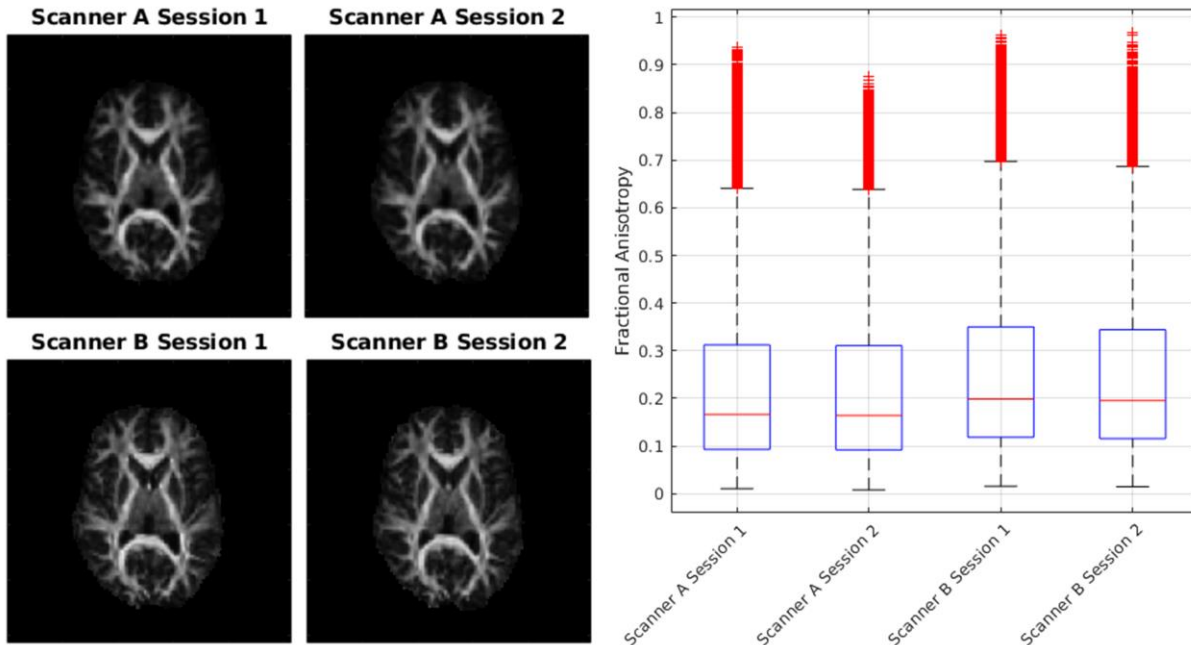 Scanner A Session 1
Scanner A Session 2
Scanner B Session 1
Scanner B Session 2
Fractional Anisotropy
1
0.9
0.8
0.7
0.6
0.5
0.4
0.3
0.2
0.1
0
Scanner A Session 1
Scanner A Session 2
Scanner B Session 1
Scanner B Session 2